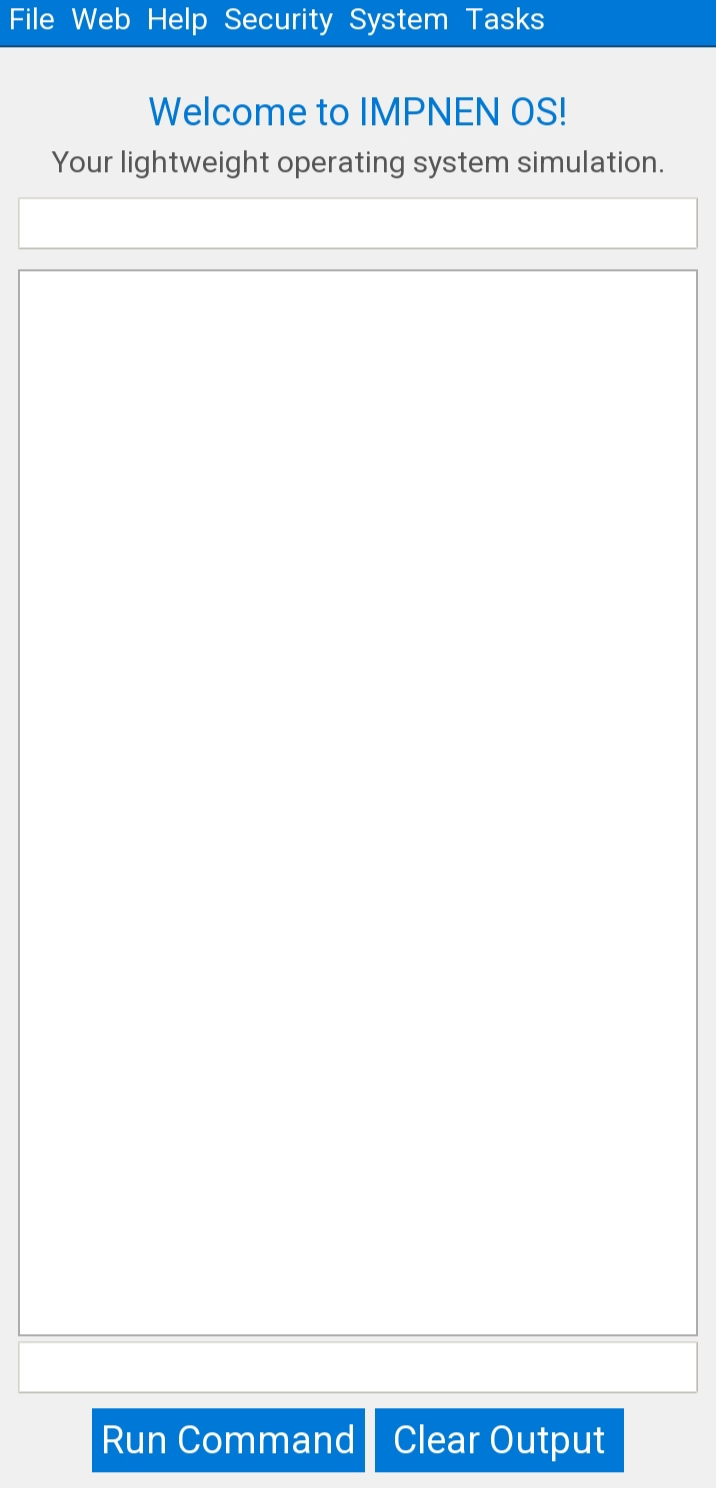 File Web Help Security System Tasks
Welcome to IMPNEN OS!
Your lightweight operating system simulation.
Run Command Clear Output